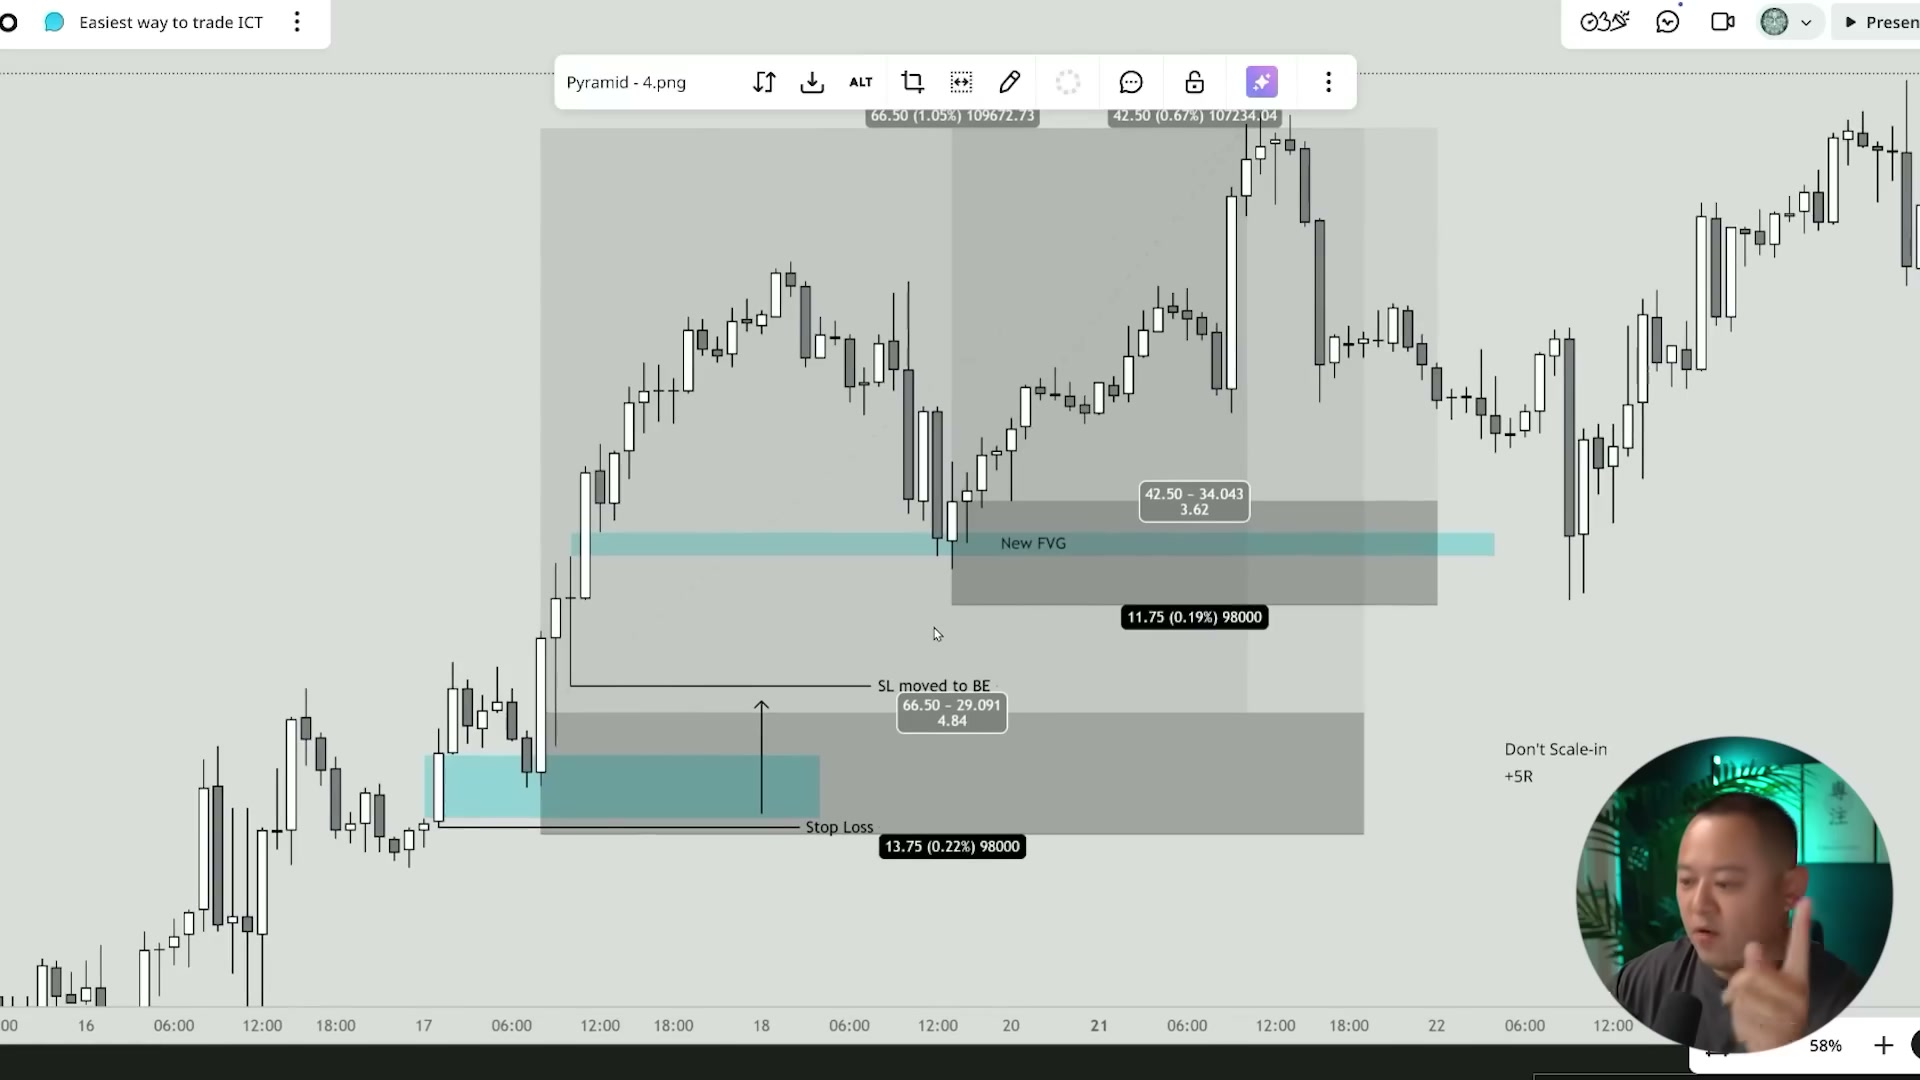 Easiest way to trade ICT
Presen
Pyramid - 4.png
ALT
66.50 (1.05%) 109672.73
42.50 (0.67%) 107234.04
42.50 – 34.043
3.62
New FVG
11.75 (0.19%) 98000
SL moved to BE
66.50 – 29.091
4.84
Don't Scale-in
+5R
Stop Loss
13.75 (0.22%) 98000
專
注
:00 16 06:00 12:00 18:00 17 06:00 12:00 18:00 18 06:00 12:00 20 21 06:00 12:00 18:00 22 06:00 12:00
58%